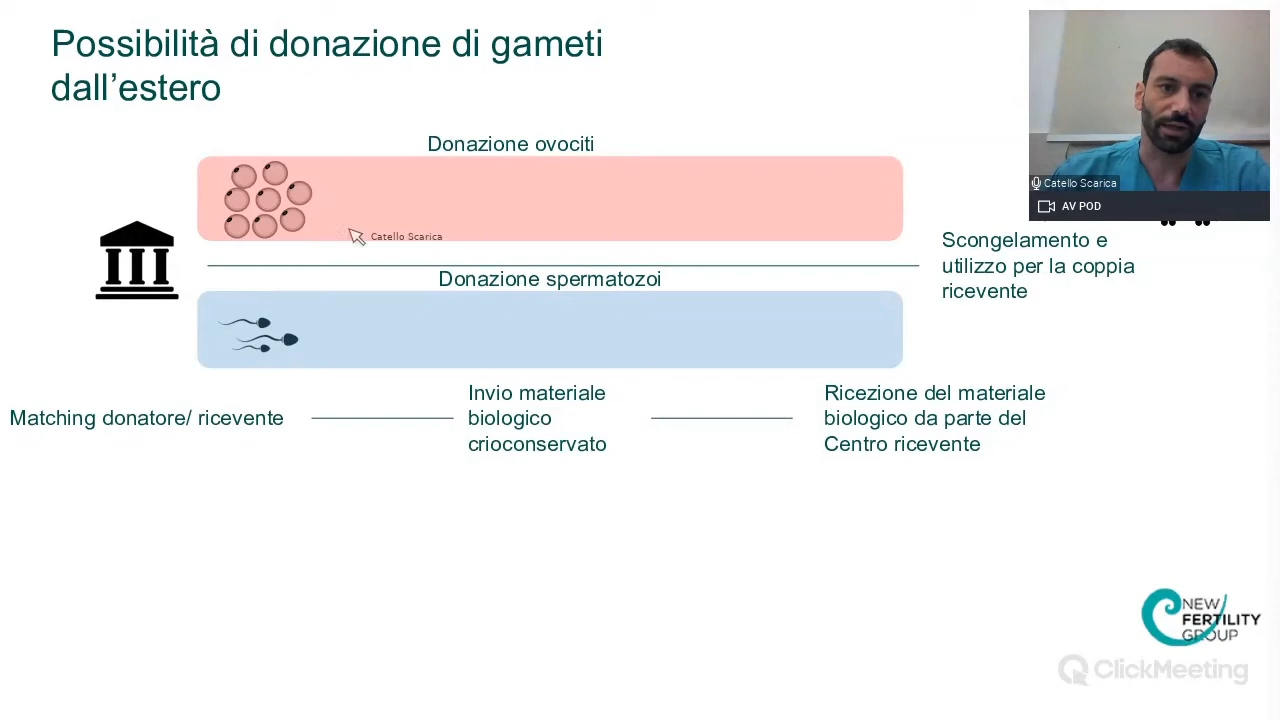 Possibilità di donazione di gameti
dall’estero
Donazione ovociti
Catello Scarica
AV POD
Catello Scarica
Scongelamento e
utilizzo per la coppia
ricevente
Donazione spermatozoi
Matching donatore/ ricevente
Invio materiale
biologico
crioconservato
Ricezione del materiale
biologico da parte del
Centro ricevente
NEW
FERTILITY
GROUP
ClickMeeting